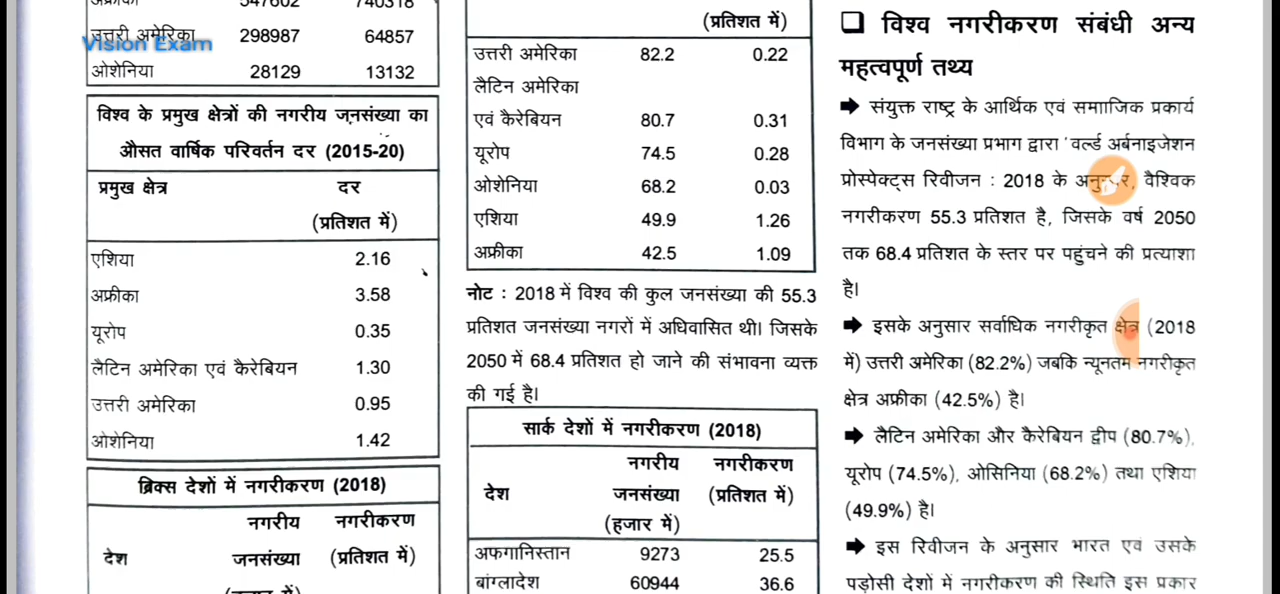 अफ्रीका 547602 740318
उत्तरी अमेरिका 298987 64857
Vision Exam
ओशेनिया 28129 13132
विश्व के प्रमुख क्षेत्रों की नगरीय जनसंख्या का
औसत वार्षिक परिवर्तन दर (2015-20)
प्रमुख क्षेत्र दर
(प्रतिशत में)
एशिया 2.16
अफ्रीका 3.58
यूरोप 0.35
लैटिन अमेरिका एवं कैरेबियन 1.30
उत्तरी अमेरिका 0.95
ओशेनिया 1.42
ब्रिक्स देशों में नगरीकरण (2018)
नगरीय नगरीकरण
देश जनसंख्या (प्रतिशत में)
(हजार में)
(प्रतिशत में)
उत्तरी अमेरिका 82.2 0.22
लैटिन अमेरिका
एवं कैरेबियन 80.7 0.31
यूरोप 74.5 0.28
ओशेनिया 68.2 0.03
एशिया 49.9 1.26
अफ्रीका 42.5 1.09
नोट : 2018 में विश्व की कुल जनसंख्या की 55.3
प्रतिशत जनसंख्या नगरों में अधिवासित थी। जिसके
2050 में 68.4 प्रतिशत हो जाने की संभावना व्यक्त
की गई है।
सार्क देशों में नगरीकरण (2018)
नगरीय नगरीकरण
देश जनसंख्या (प्रतिशत में)
(हजार में)
अफगानिस्तान 9273 25.5
बांग्लादेश 60944 36.6
❑ विश्व नगरीकरण संबंधी अन्य
महत्वपूर्ण तथ्य
➡ संयुक्त राष्ट्र के आर्थिक एवं समााजिक प्रकार्य
विभाग के जनसंख्या प्रभाग द्वारा 'वर्ल्ड अर्बनाइजेशन
प्रोस्पेक्ट्स रिवीजन : 2018 के अनुसार, वैश्विक
नगरीकरण 55.3 प्रतिशत है, जिसके वर्ष 2050
तक 68.4 प्रतिशत के स्तर पर पहुंचने की प्रत्याशा
है।
➡ इसके अनुसार सर्वाधिक नगरीकृत क्षेत्र (2018
में) उत्तरी अमेरिका (82.2%) जबकि न्यूनतम नगरीकृत
क्षेत्र अफ्रीका (42.5%) है।
➡ लैटिन अमेरिका और कैरेबियन द्वीप (80.7%),
यूरोप (74.5%), ओसिनिया (68.2%) तथा एशिया
(49.9%) है।
➡ इस रिवीजन के अनुसार भारत एवं उसके
पड़ोसी देशों में नगरीकरण की स्थिति इस प्रकार